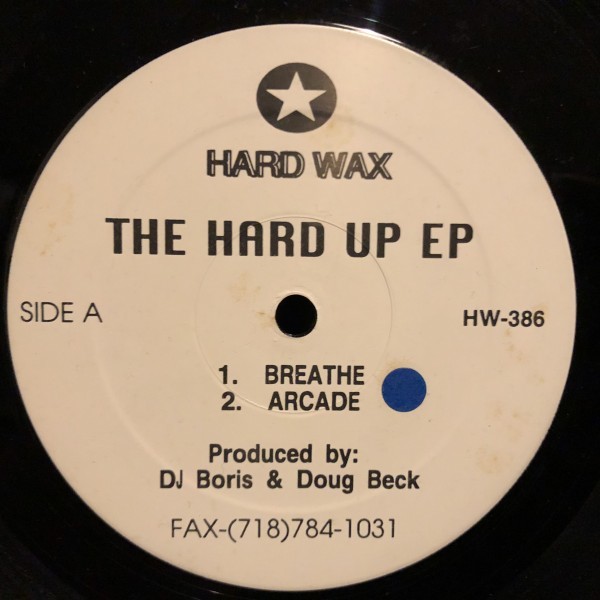 HARD WAX
THE HARD UP EP
SIDE A
HW-386
1. BREATHE
2. ARCADE
Produced by:
DJ Boris & Doug Beck
FAX-(718)784-1031